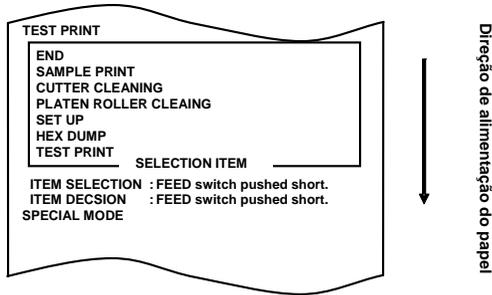 TEST PRINT
END
SAMPLE PRINT
CUTTER CLEANING
PLATEN ROLLER CLEAING
SET UP
HEX DUMP
TEST PRINT
SELECTION ITEM
ITEM SELECTION : FEED switch pushed short.
ITEM DECSION : FEED switch pushed short.
SPECIAL MODE
Direção de alimentação do papel